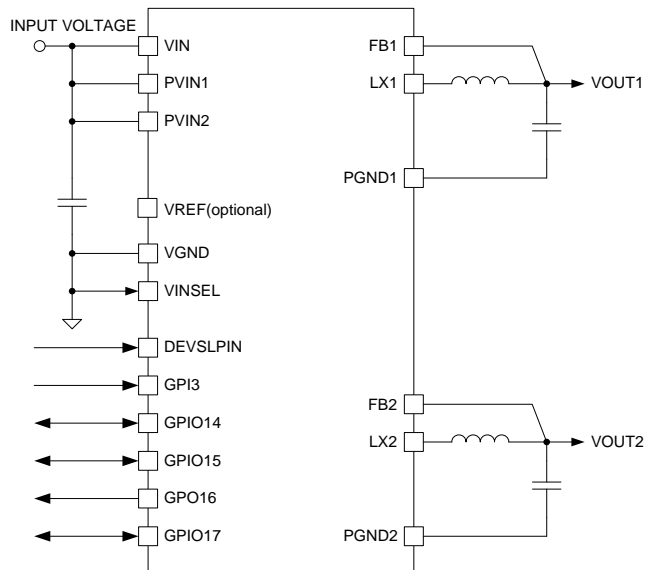 INPUT VOLTAGE
VIN
PVIN1
PVIN2
VREF(optional)
VGND
VINSEL
DEVSLPIN
GPI3
GPIO14
GPIO15
GPO16
GPIO17
FB1
LX1
VOUT1
PGND1
FB2
LX2
VOUT2
PGND2